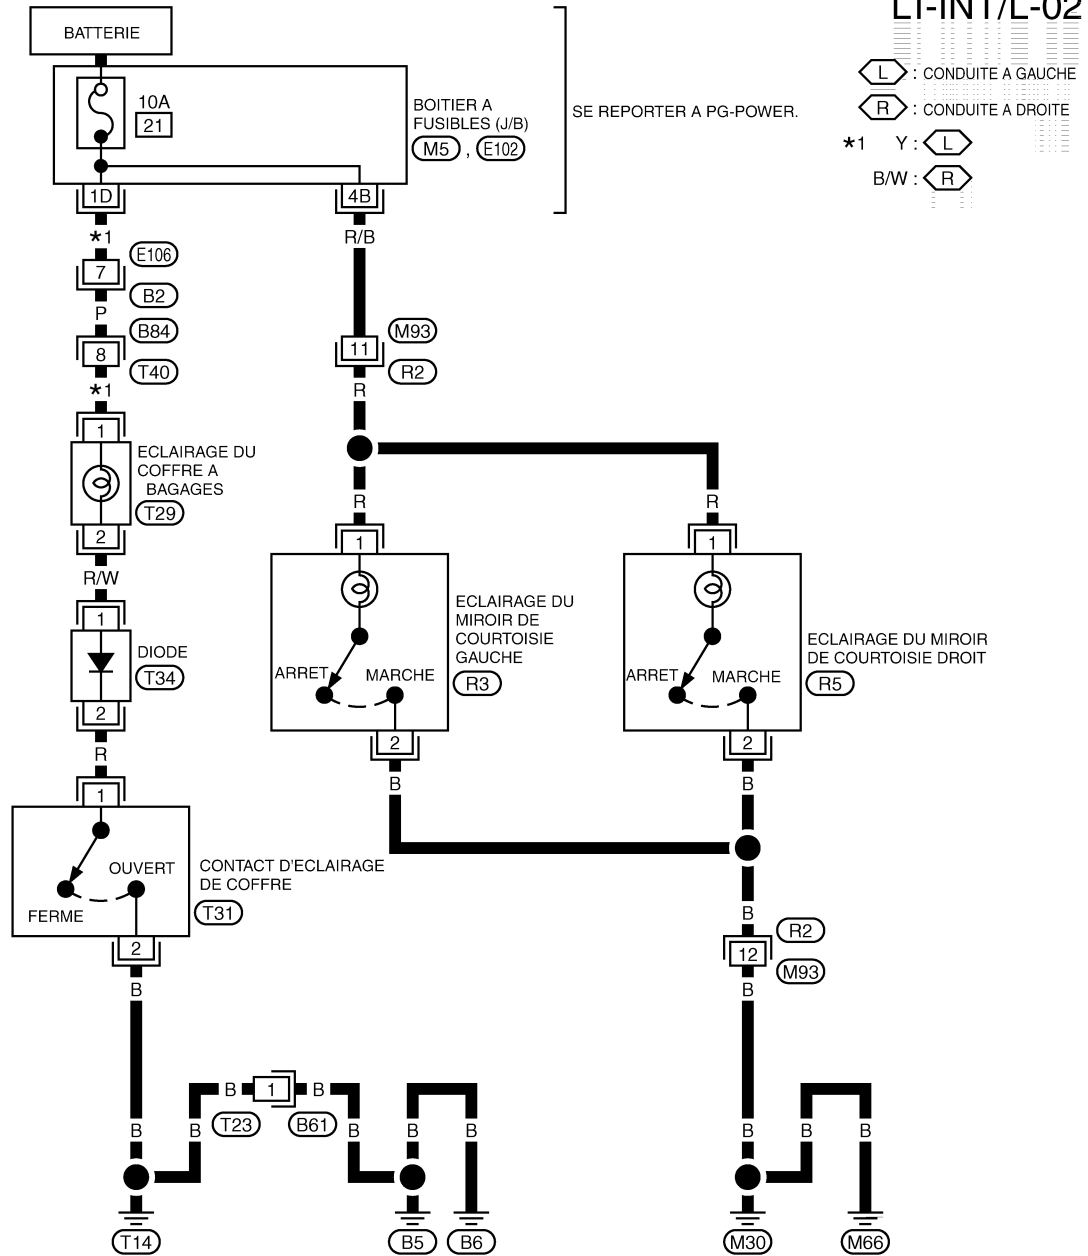 LT-INT/L-02
BATTERIE
10A
21
BOITIER A
FUSIBLES (J/B)
M5 , E102
SE REPORTER A PG-POWER.
L : CONDUITE A GAUCHE
R : CONDUITE A DROITE
*1 Y : L
B/W : R
1D
4B
*1
R/B
E106
7
B2
P
B84
8
T40
*1
M93
11
R2
R
1
ECLAIRAGE DU
COFFRE A
BAGAGES
T29
2
R/W
R
R
1
1
1
DIODE
T34
2
R
ARRET
MARCHE
ECLAIRAGE DU
MIROIR DE
COURTOISIE
GAUCHE
R3
2
B
ARRET
MARCHE
ECLAIRAGE DU MIROIR
DE COURTOISIE DROIT
R5
2
B
1
OUVERT
FERME
CONTACT D'ECLAIRAGE
DE COFFRE
T31
2
B
B
R2
12
M93
B
B
1
B
T23
B61
B
B
B
B
B
B
B
T14
B5
B6
M30
M66